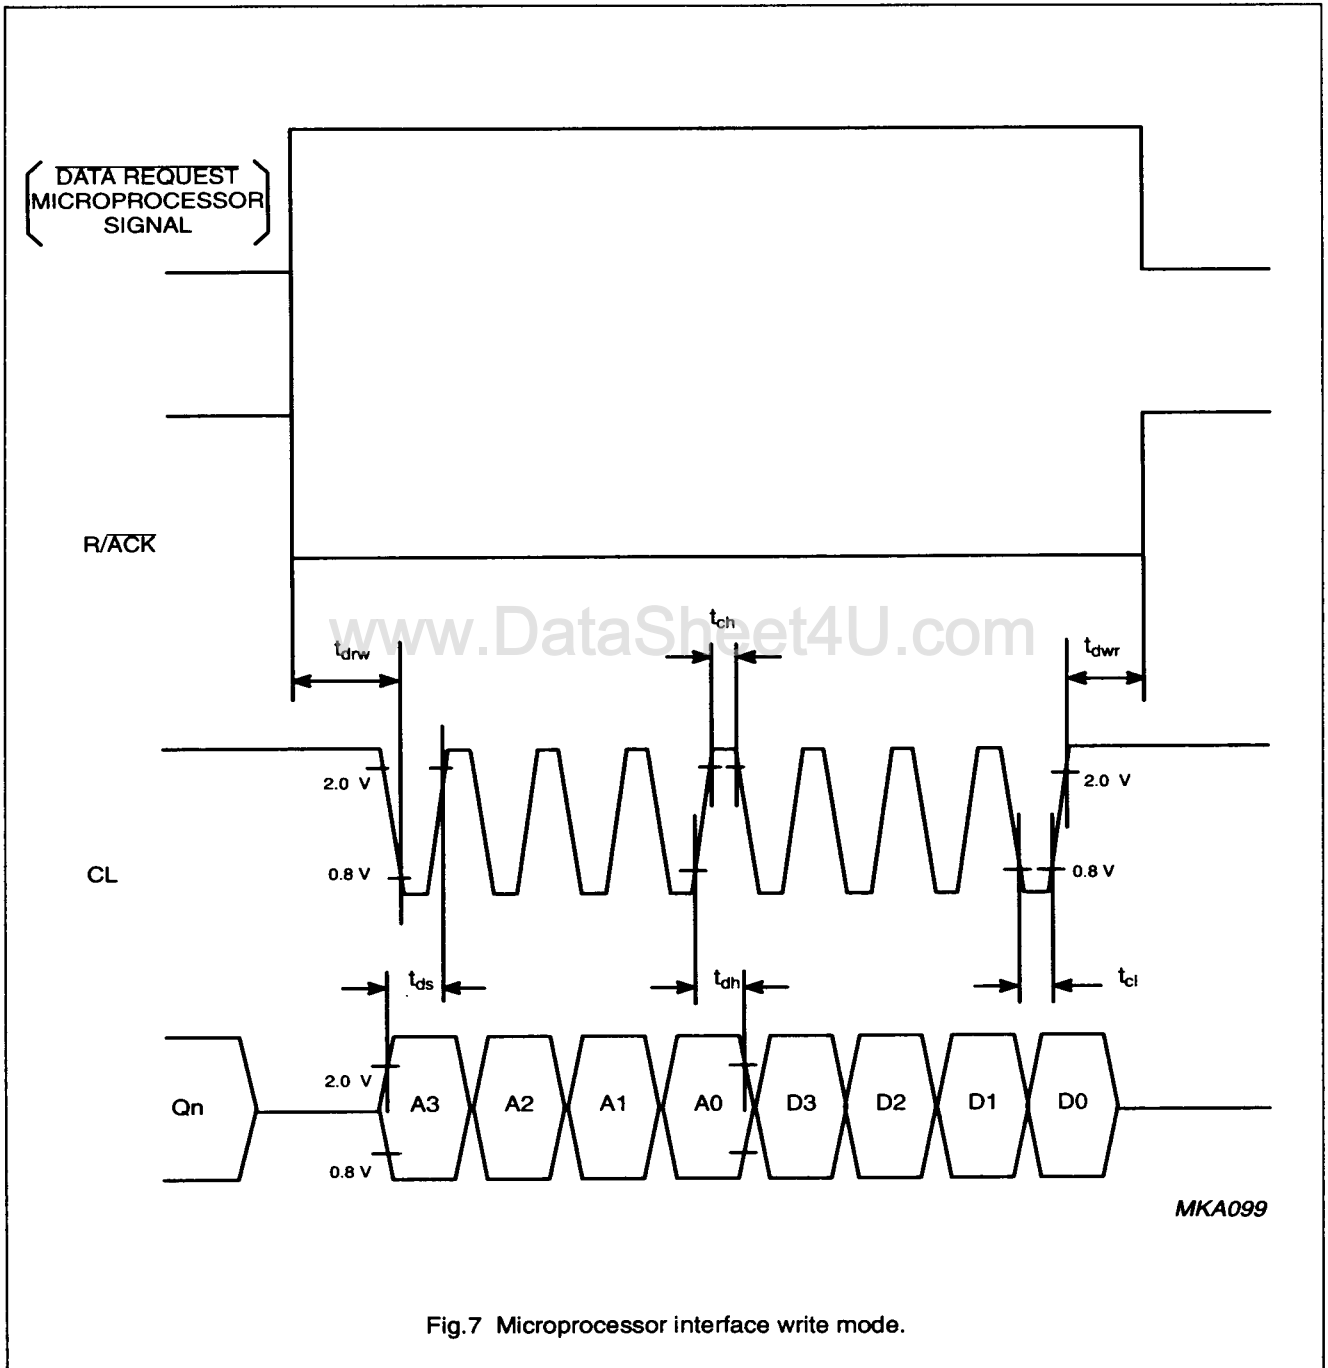 DATA REQUEST
MICROPROCESSOR
SIGNAL
R/ACK
www.DataSheet4U.com
tch
tdrw
tdwr
2.0 V
2.0 V
CL
0.8 V
0.8 V
tds
tdh
tcl
2.0 V
Qn
A3
A2
A1
A0
D3
D2
D1
D0
0.8 V
MKA099
Fig.7 Microprocessor interface write mode.